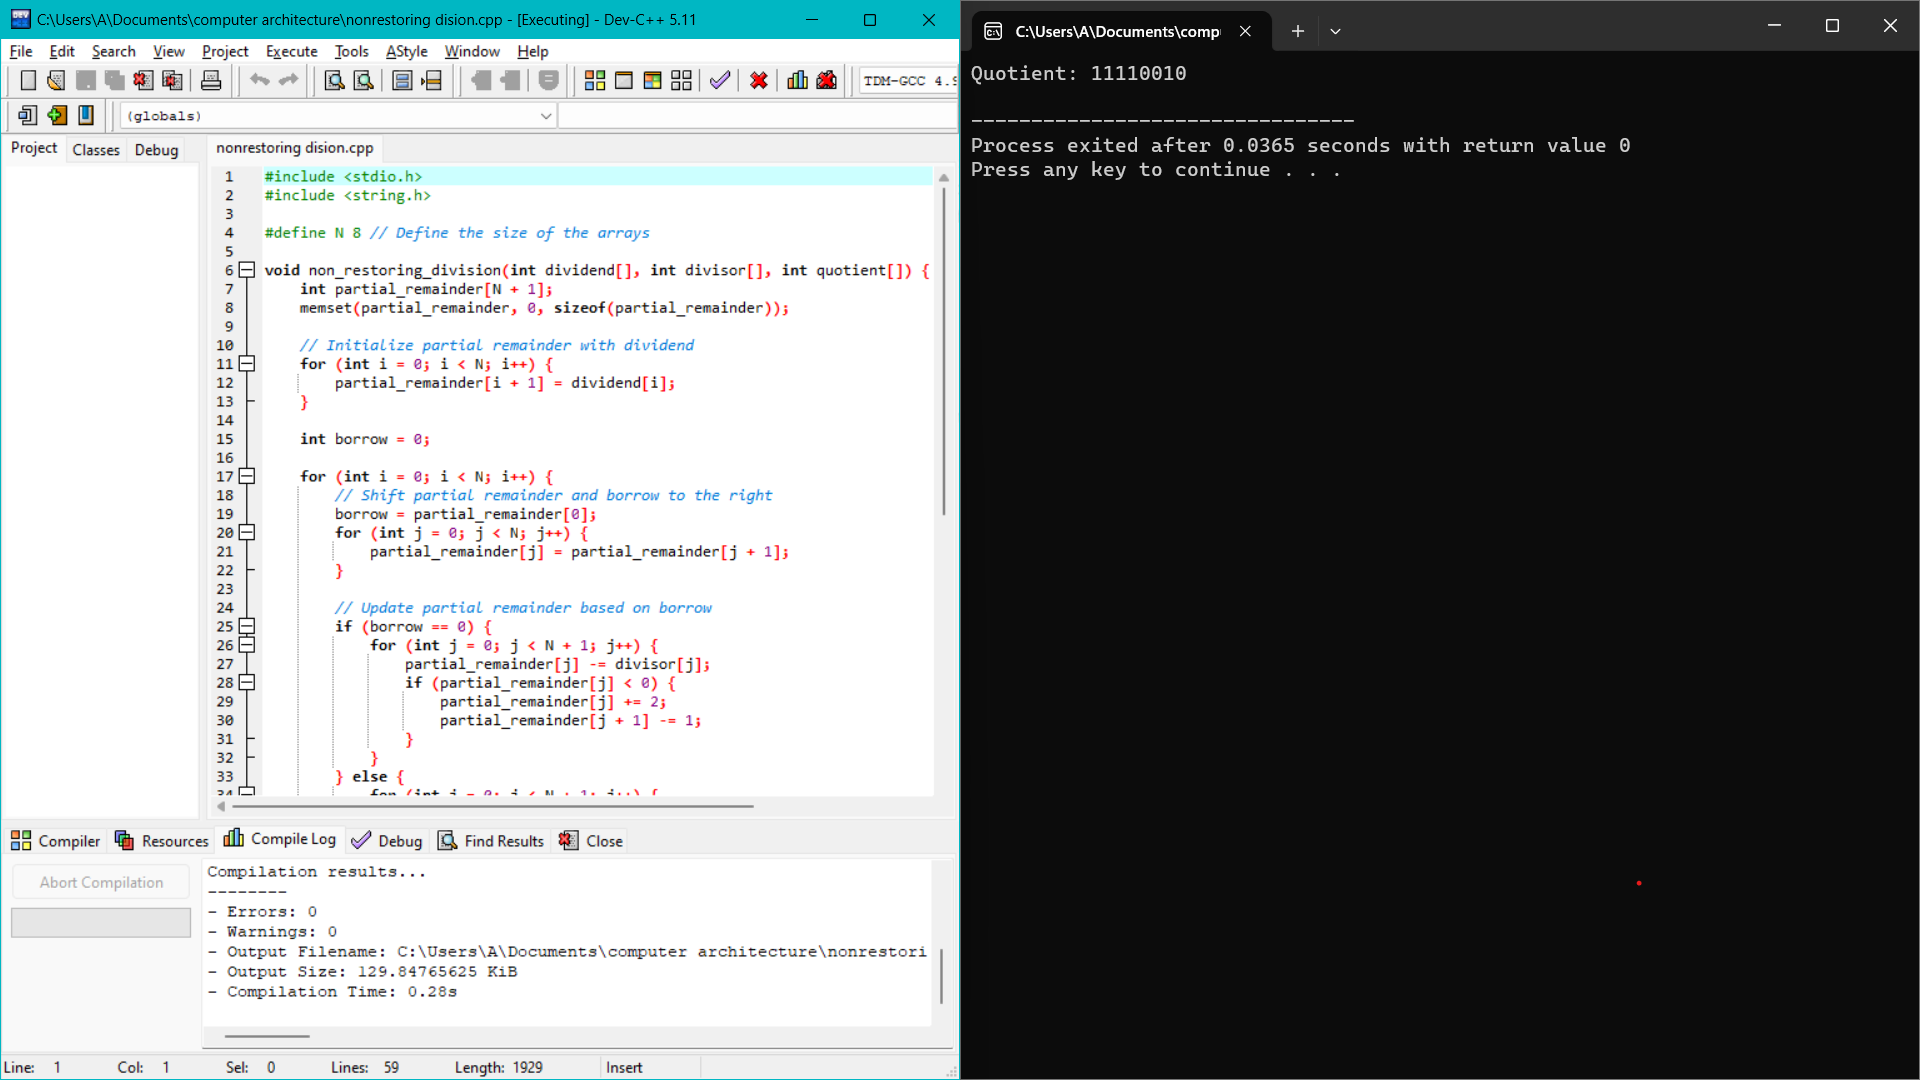 C:\Users\A\Documents\computer architecture\nonrestoring dision.cpp - [Executing] - Dev-C++ 5.11
File Edit Search View Project Execute Tools AStyle Window Help
TDM-GCC 4.9
(globals)
Project Classes Debug
nonrestoring dision.cpp
1 #include <stdio.h>
2 #include <string.h>
3
4 #define N 8 // Define the size of the arrays
5
6 void non_restoring_division(int dividend[], int divisor[], int quotient[]) {
7 int partial_remainder[N + 1];
8 memset(partial_remainder, 0, sizeof(partial_remainder));
9
10 // Initialize partial remainder with dividend
11 for (int i = 0; i < N; i++) {
12 partial_remainder[i + 1] = dividend[i];
13 }
14
15 int borrow = 0;
16
17 for (int i = 0; i < N; i++) {
18 // Shift partial remainder and borrow to the right
19 borrow = partial_remainder[0];
20 for (int j = 0; j < N; j++) {
21 partial_remainder[j] = partial_remainder[j + 1];
22 }
23
24 // Update partial remainder based on borrow
25 if (borrow == 0) {
26 for (int j = 0; j < N + 1; j++) {
27 partial_remainder[j] -= divisor[j];
28 if (partial_remainder[j] < 0) {
29 partial_remainder[j] += 2;
30 partial_remainder[j + 1] -= 1;
31 }
32 }
33 } else {
34 for (int j = 0; j < N + 1; j++) {
Compiler Resources Compile Log Debug Find Results Close
Abort Compilation
Compilation results...
--------
- Errors: 0
- Warnings: 0
- Output Filename: C:\Users\A\Documents\computer architecture\nonrestori
- Output Size: 129.84765625 KiB
- Compilation Time: 0.28s
Line: 1 Col: 1 Sel: 0 Lines: 59 Length: 1929 Insert
C:\Users\A\Documents\comp
Quotient: 11110010
--------------------------------
Process exited after 0.0365 seconds with return value 0
Press any key to continue . . .